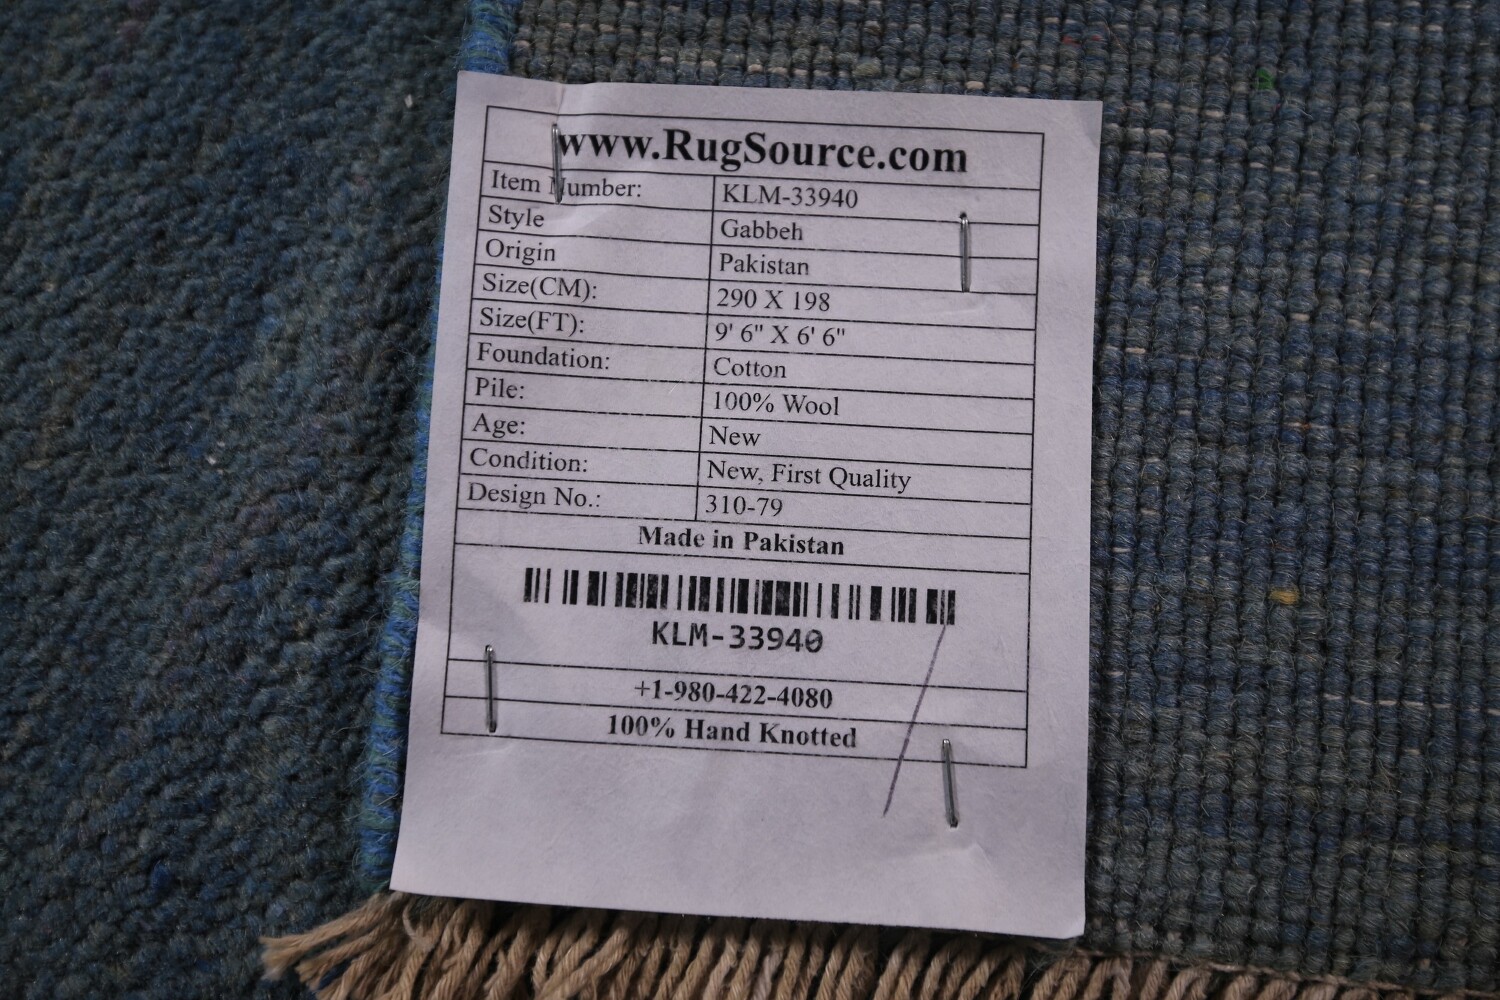 www.RugSource.com
Item Number: KLM-33940
Style Gabbeh
Origin Pakistan
Size(CM): 290 X 198
Size(FT): 9' 6" X 6' 6"
Foundation: Cotton
Pile: 100% Wool
Age: New
Condition: New, First Quality
Design No.: 310-79
Made in Pakistan
KLM-33940
+1-980-422-4080
100% Hand Knotted